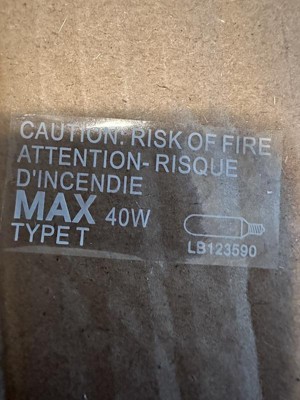 CAUTION: RISK OF FIRE
ATTENTION- RISQUE
D'INCENDIE
MAX 40W
TYPE T
LB123590